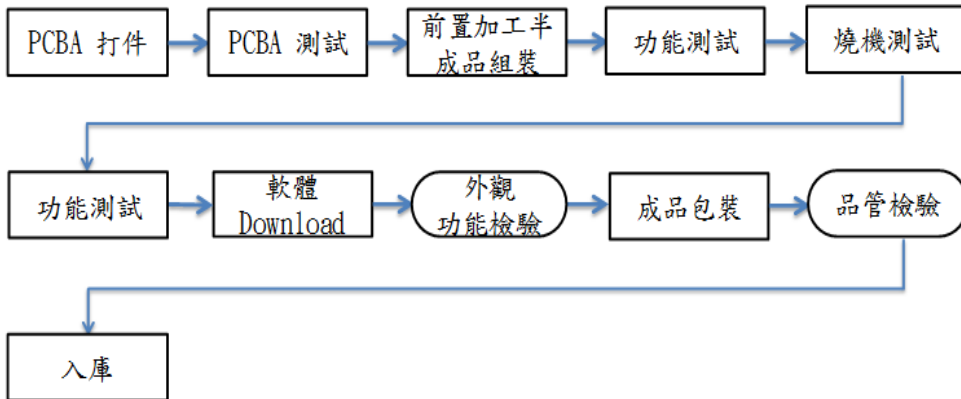 PCBA 打件
PCBA 測試
前置加工半
成品組裝
功能測試
燒機測試
功能測試
軟體
Download
外觀
功能檢驗
成品包裝
品管檢驗
入庫